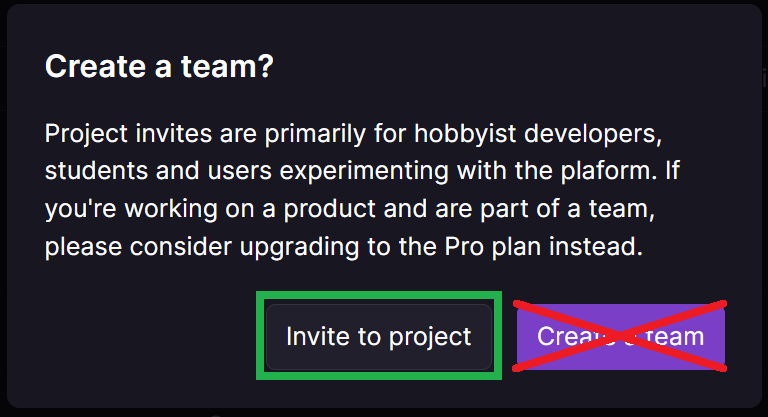 Create a team?
Project invites are primarily for hobbyist developers,
students and users experimenting with the plaform. If
you're working on a product and are part of a team,
please consider upgrading to the Pro plan instead.
Invite to project
Create a team